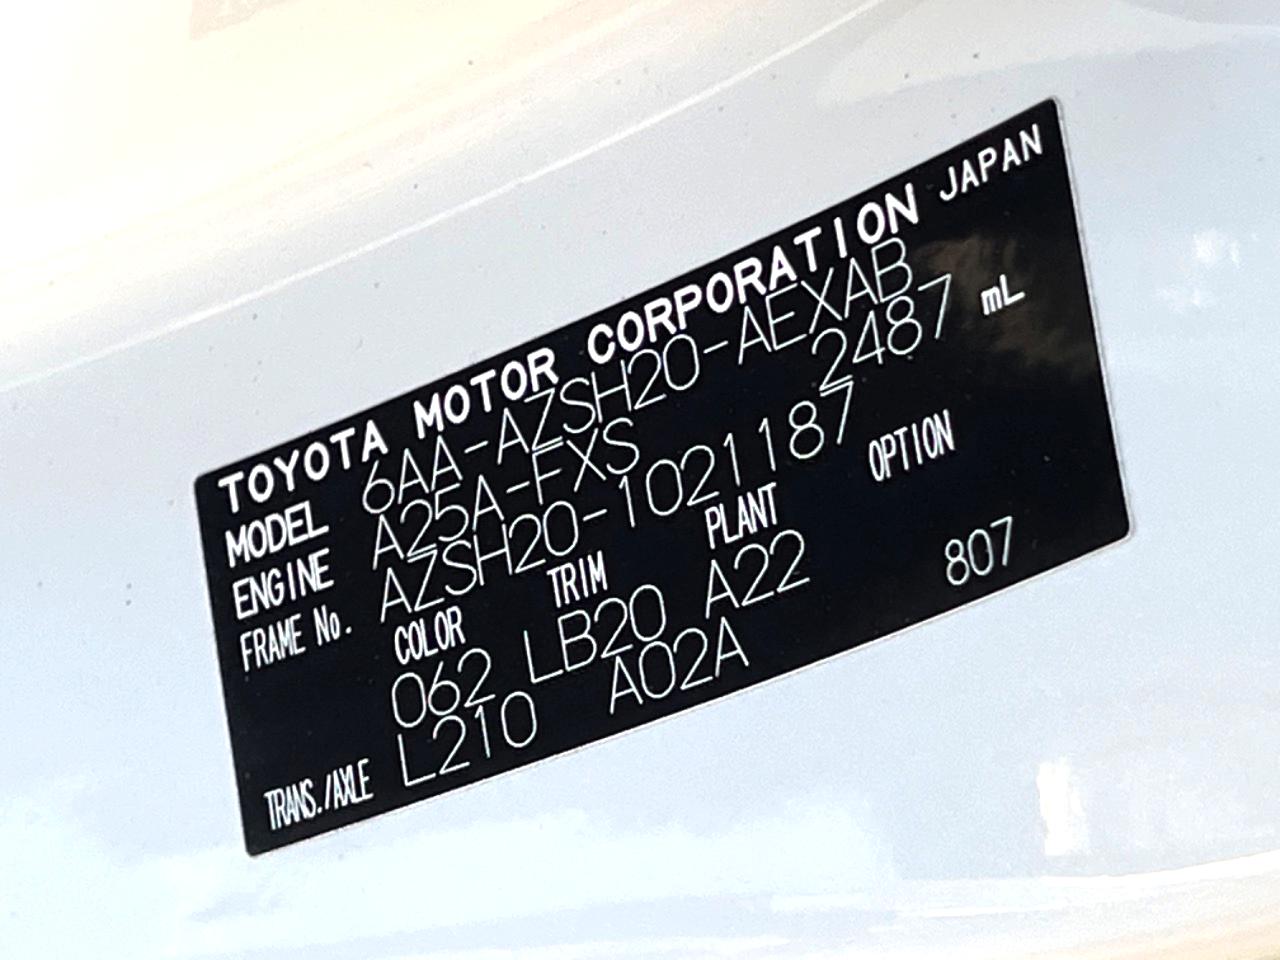 TOYOTA MOTOR CORPORATION JAPAN
MODEL 6AA-AZSH20-AEXAB
ENGINE A25A-FXS 2487 mL
FRAME No. AZSH20-1021187
COLOR TRIM PLANT OPTION
062 LB20 A22 807
TRANS./AXLE L210 A02A